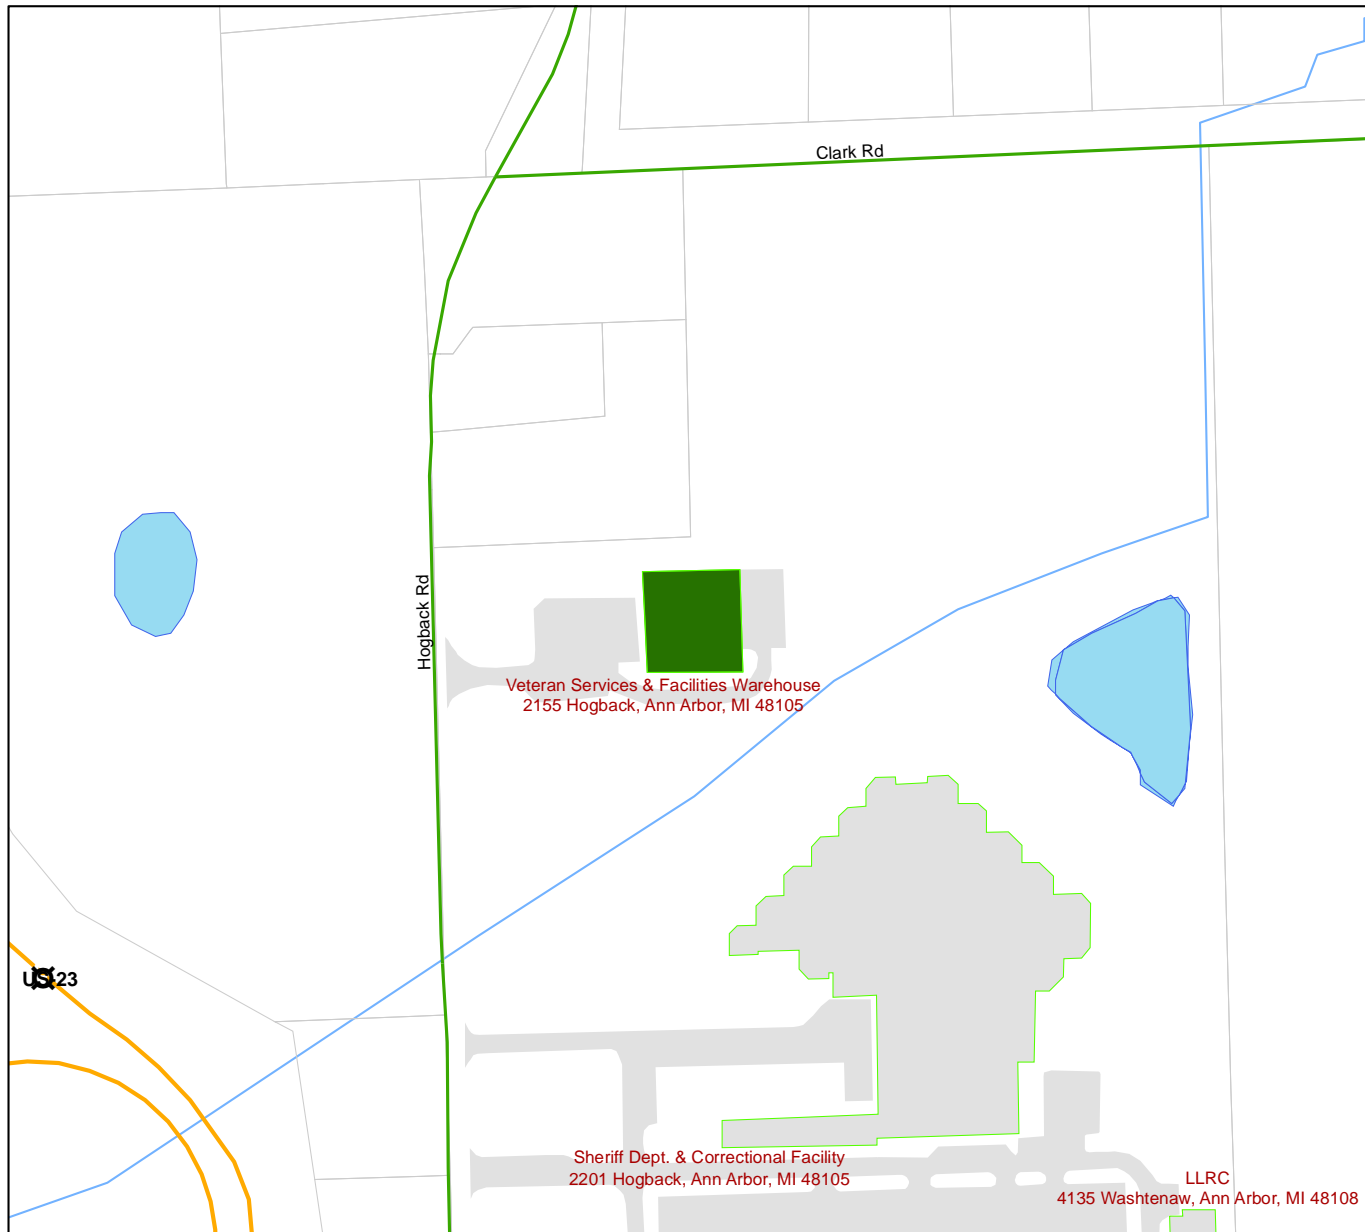 Clark Rd
Hogback Rd
Veteran Services & Facilities Warehouse
2155 Hogback, Ann Arbor, MI 48105
US-23
Sheriff Dept. & Correctional Facility
2201 Hogback, Ann Arbor, MI 48105
LLRC
4135 Washtenaw, Ann Arbor, MI 48108